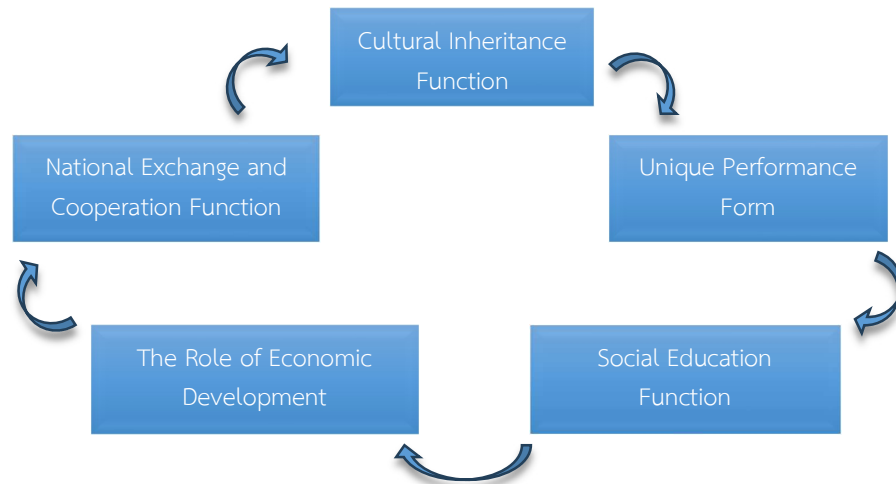 Cultural Inheritance
Function
Unique Performance
Form
Social Education
Function
The Role of Economic
Development
National Exchange and
Cooperation Function